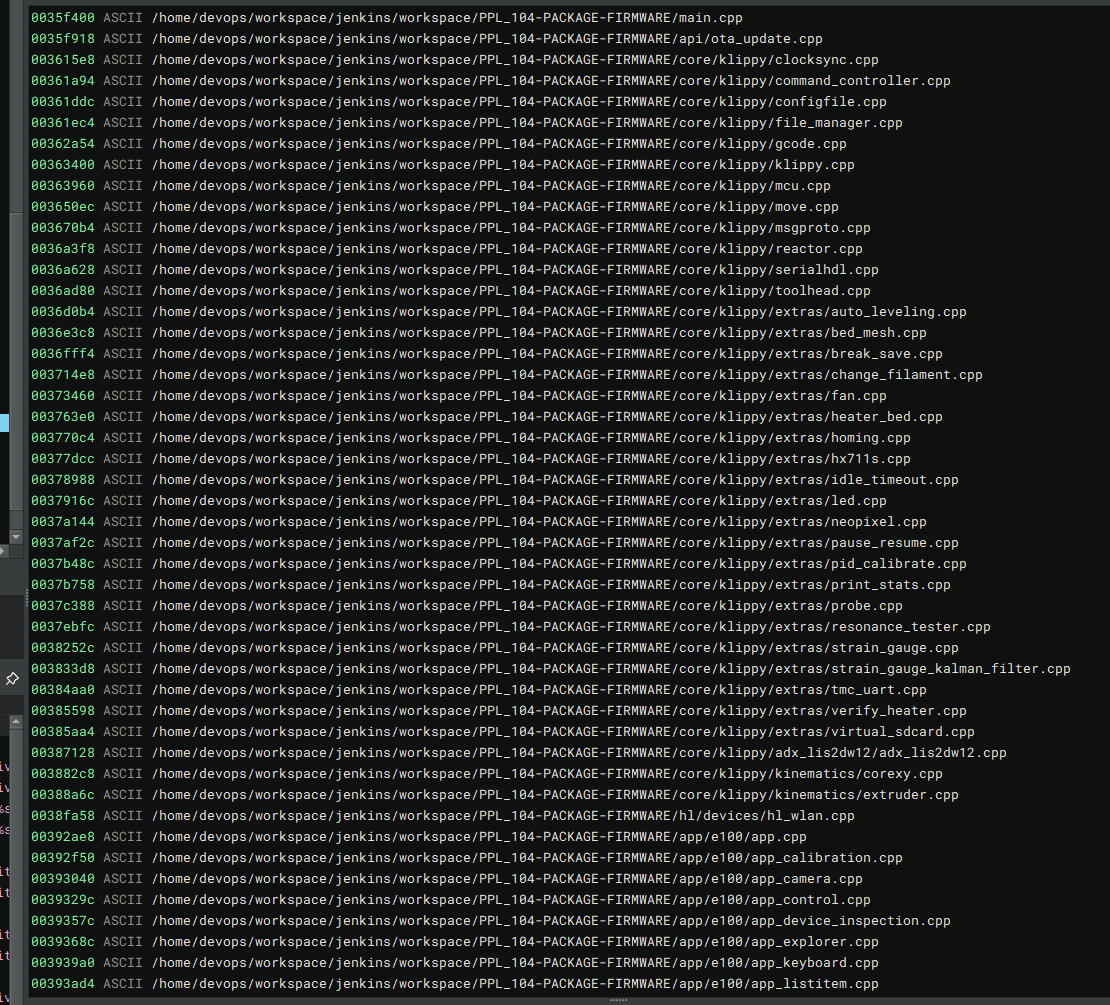 0035f400 ASCII /home/devops/workspace/jenkins/workspace/PPL_104-PACKAGE-FIRMWARE/main.cpp
0035f918 ASCII /home/devops/workspace/jenkins/workspace/PPL_104-PACKAGE-FIRMWARE/api/ota_update.cpp
003615e8 ASCII /home/devops/workspace/jenkins/workspace/PPL_104-PACKAGE-FIRMWARE/core/klippy/clocksync.cpp
00361a94 ASCII /home/devops/workspace/jenkins/workspace/PPL_104-PACKAGE-FIRMWARE/core/klippy/command_controller.cpp
00361ddc ASCII /home/devops/workspace/jenkins/workspace/PPL_104-PACKAGE-FIRMWARE/core/klippy/configfile.cpp
00361ec4 ASCII /home/devops/workspace/jenkins/workspace/PPL_104-PACKAGE-FIRMWARE/core/klippy/file_manager.cpp
00362a54 ASCII /home/devops/workspace/jenkins/workspace/PPL_104-PACKAGE-FIRMWARE/core/klippy/gcode.cpp
00363400 ASCII /home/devops/workspace/jenkins/workspace/PPL_104-PACKAGE-FIRMWARE/core/klippy/klippy.cpp
00363960 ASCII /home/devops/workspace/jenkins/workspace/PPL_104-PACKAGE-FIRMWARE/core/klippy/mcu.cpp
003650ec ASCII /home/devops/workspace/jenkins/workspace/PPL_104-PACKAGE-FIRMWARE/core/klippy/move.cpp
003670b4 ASCII /home/devops/workspace/jenkins/workspace/PPL_104-PACKAGE-FIRMWARE/core/klippy/msgproto.cpp
0036a3f8 ASCII /home/devops/workspace/jenkins/workspace/PPL_104-PACKAGE-FIRMWARE/core/klippy/reactor.cpp
0036a628 ASCII /home/devops/workspace/jenkins/workspace/PPL_104-PACKAGE-FIRMWARE/core/klippy/serialhdl.cpp
0036ad80 ASCII /home/devops/workspace/jenkins/workspace/PPL_104-PACKAGE-FIRMWARE/core/klippy/toolhead.cpp
0036d0b4 ASCII /home/devops/workspace/jenkins/workspace/PPL_104-PACKAGE-FIRMWARE/core/klippy/extras/auto_leveling.cpp
0036e3c8 ASCII /home/devops/workspace/jenkins/workspace/PPL_104-PACKAGE-FIRMWARE/core/klippy/extras/bed_mesh.cpp
0036fff4 ASCII /home/devops/workspace/jenkins/workspace/PPL_104-PACKAGE-FIRMWARE/core/klippy/extras/break_save.cpp
003714e8 ASCII /home/devops/workspace/jenkins/workspace/PPL_104-PACKAGE-FIRMWARE/core/klippy/extras/change_filament.cpp
00373460 ASCII /home/devops/workspace/jenkins/workspace/PPL_104-PACKAGE-FIRMWARE/core/klippy/extras/fan.cpp
003763e0 ASCII /home/devops/workspace/jenkins/workspace/PPL_104-PACKAGE-FIRMWARE/core/klippy/extras/heater_bed.cpp
003770c4 ASCII /home/devops/workspace/jenkins/workspace/PPL_104-PACKAGE-FIRMWARE/core/klippy/extras/homing.cpp
00377dcc ASCII /home/devops/workspace/jenkins/workspace/PPL_104-PACKAGE-FIRMWARE/core/klippy/extras/hx711s.cpp
00378988 ASCII /home/devops/workspace/jenkins/workspace/PPL_104-PACKAGE-FIRMWARE/core/klippy/extras/idle_timeout.cpp
0037916c ASCII /home/devops/workspace/jenkins/workspace/PPL_104-PACKAGE-FIRMWARE/core/klippy/extras/led.cpp
0037a144 ASCII /home/devops/workspace/jenkins/workspace/PPL_104-PACKAGE-FIRMWARE/core/klippy/extras/neopixel.cpp
0037af2c ASCII /home/devops/workspace/jenkins/workspace/PPL_104-PACKAGE-FIRMWARE/core/klippy/extras/pause_resume.cpp
0037b48c ASCII /home/devops/workspace/jenkins/workspace/PPL_104-PACKAGE-FIRMWARE/core/klippy/extras/pid_calibrate.cpp
0037b758 ASCII /home/devops/workspace/jenkins/workspace/PPL_104-PACKAGE-FIRMWARE/core/klippy/extras/print_stats.cpp
0037c388 ASCII /home/devops/workspace/jenkins/workspace/PPL_104-PACKAGE-FIRMWARE/core/klippy/extras/probe.cpp
0037ebfc ASCII /home/devops/workspace/jenkins/workspace/PPL_104-PACKAGE-FIRMWARE/core/klippy/extras/resonance_tester.cpp
0038252c ASCII /home/devops/workspace/jenkins/workspace/PPL_104-PACKAGE-FIRMWARE/core/klippy/extras/strain_gauge.cpp
003833d8 ASCII /home/devops/workspace/jenkins/workspace/PPL_104-PACKAGE-FIRMWARE/core/klippy/extras/strain_gauge_kalman_filter.cpp
00384aa0 ASCII /home/devops/workspace/jenkins/workspace/PPL_104-PACKAGE-FIRMWARE/core/klippy/extras/tmc_uart.cpp
00385598 ASCII /home/devops/workspace/jenkins/workspace/PPL_104-PACKAGE-FIRMWARE/core/klippy/extras/verify_heater.cpp
00385aa4 ASCII /home/devops/workspace/jenkins/workspace/PPL_104-PACKAGE-FIRMWARE/core/klippy/extras/virtual_sdcard.cpp
00387128 ASCII /home/devops/workspace/jenkins/workspace/PPL_104-PACKAGE-FIRMWARE/core/klippy/adx_lis2dw12/adx_lis2dw12.cpp
003882c8 ASCII /home/devops/workspace/jenkins/workspace/PPL_104-PACKAGE-FIRMWARE/core/klippy/kinematics/corexy.cpp
00388a6c ASCII /home/devops/workspace/jenkins/workspace/PPL_104-PACKAGE-FIRMWARE/core/klippy/kinematics/extruder.cpp
0038fa58 ASCII /home/devops/workspace/jenkins/workspace/PPL_104-PACKAGE-FIRMWARE/hl/devices/hl_wlan.cpp
00392ae8 ASCII /home/devops/workspace/jenkins/workspace/PPL_104-PACKAGE-FIRMWARE/app/e100/app.cpp
00392f50 ASCII /home/devops/workspace/jenkins/workspace/PPL_104-PACKAGE-FIRMWARE/app/e100/app_calibration.cpp
00393040 ASCII /home/devops/workspace/jenkins/workspace/PPL_104-PACKAGE-FIRMWARE/app/e100/app_camera.cpp
0039329c ASCII /home/devops/workspace/jenkins/workspace/PPL_104-PACKAGE-FIRMWARE/app/e100/app_control.cpp
0039357c ASCII /home/devops/workspace/jenkins/workspace/PPL_104-PACKAGE-FIRMWARE/app/e100/app_device_inspection.cpp
0039368c ASCII /home/devops/workspace/jenkins/workspace/PPL_104-PACKAGE-FIRMWARE/app/e100/app_explorer.cpp
003939a0 ASCII /home/devops/workspace/jenkins/workspace/PPL_104-PACKAGE-FIRMWARE/app/e100/app_keyboard.cpp
00393ad4 ASCII /home/devops/workspace/jenkins/workspace/PPL_104-PACKAGE-FIRMWARE/app/e100/app_listitem.cpp